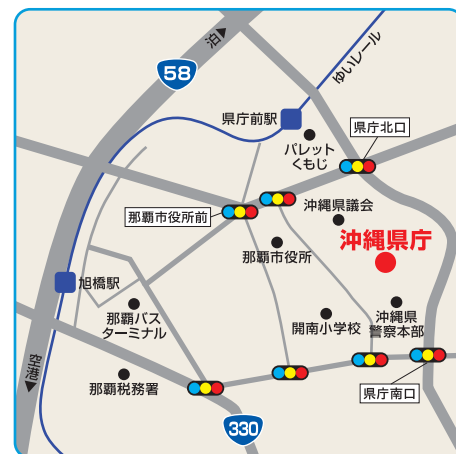 泊▶
58
ゆいレール
県庁前駅
県庁北口
パレット
くもじ
那覇市役所前
沖縄県議会
沖縄県庁
那覇市役所
旭橋駅
那覇バス
ターミナル
開南小学校
沖縄県
警察本部
空港▶
那覇税務署
県庁南口
330